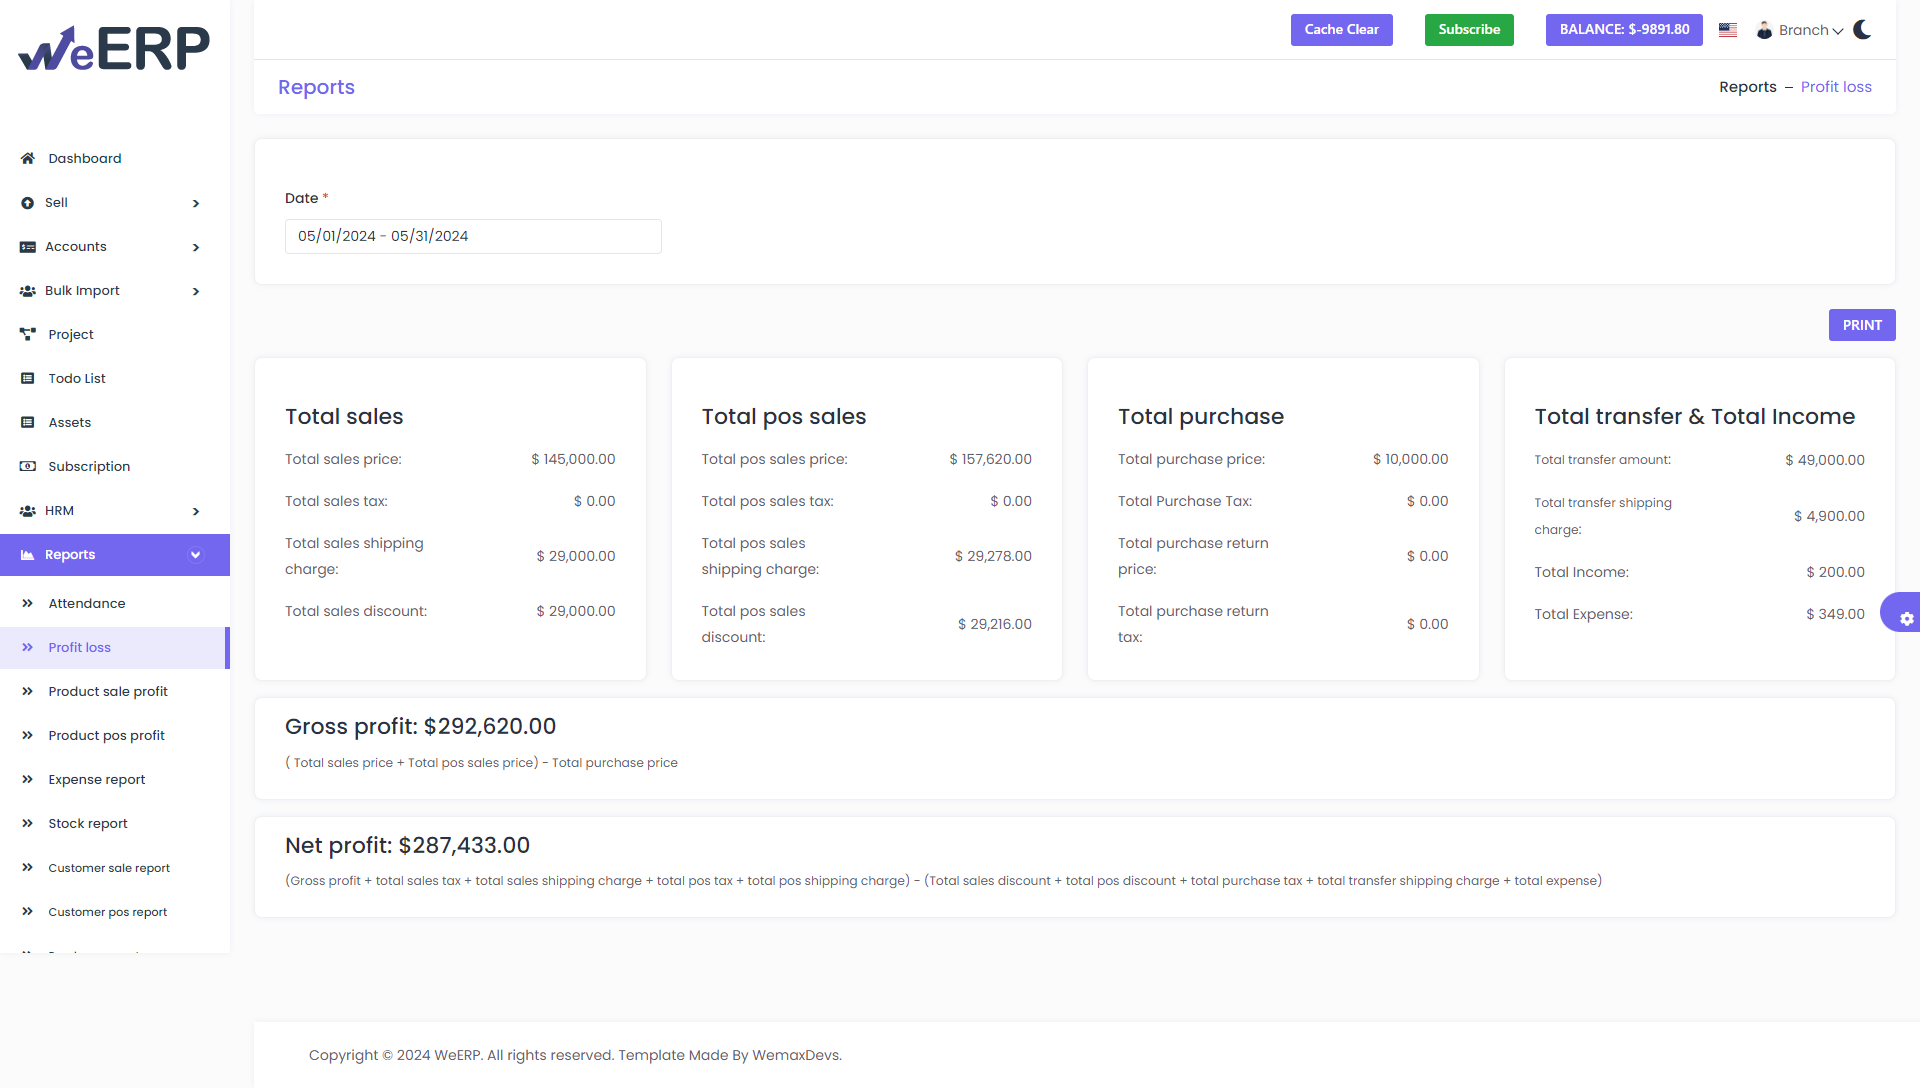 WeERP
Cache Clear
Subscribe
BALANCE: $-9891.80
Branch
Reports
Reports – Profit loss
Dashboard
Sell
Accounts
Bulk Import
Project
Todo List
Assets
Subscription
HRM
Reports
Attendance
Profit loss
Product sale profit
Product pos profit
Expense report
Stock report
Customer sale report
Customer pos report
Date *
05/01/2024 - 05/31/2024
PRINT
Total sales
Total sales price: $ 145,000.00
Total sales tax: $ 0.00
Total sales shipping
charge: $ 29,000.00
Total sales discount: $ 29,000.00
Total pos sales
Total pos sales price: $ 157,620.00
Total pos sales tax: $ 0.00
Total pos sales
shipping charge: $ 29,278.00
Total pos sales
discount: $ 29,216.00
Total purchase
Total purchase price: $ 10,000.00
Total Purchase Tax: $ 0.00
Total purchase return
price: $ 0.00
Total purchase return
tax: $ 0.00
Total transfer & Total Income
Total transfer amount: $ 49,000.00
Total transfer shipping
charge: $ 4,900.00
Total Income: $ 200.00
Total Expense: $ 349.00
Gross profit: $292,620.00
( Total sales price + Total pos sales price) - Total purchase price
Net profit: $287,433.00
(Gross profit + total sales tax + total sales shipping charge + total pos tax + total pos shipping charge) - (Total sales discount + total pos discount + total purchase tax + total transfer shipping charge + total expense)
Copyright © 2024 WeERP. All rights reserved. Template Made By WemaxDevs.